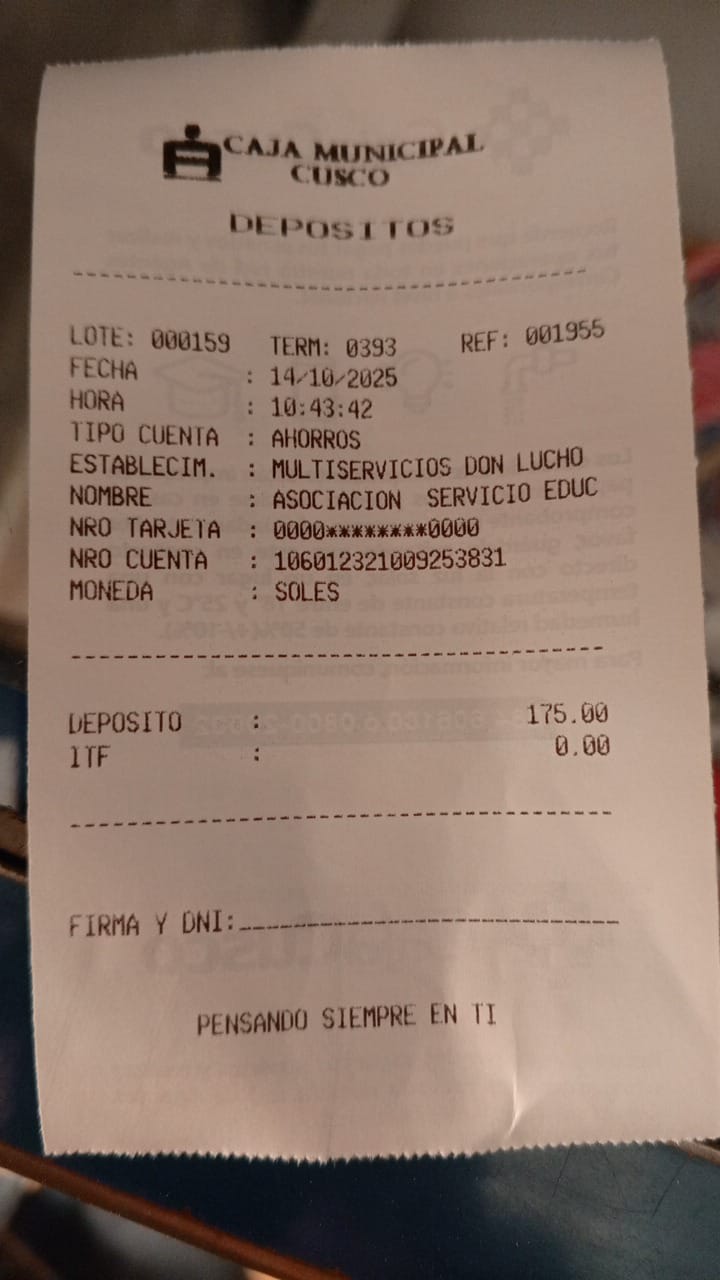 CAJA MUNICIPAL
CUSCO
DEPOSITOS
LOTE: 000159 TERM: 0393 REF: 001955
FECHA : 14/10/2025
HORA : 10:43:42
TIPO CUENTA : AHORROS
ESTABLECIM. : MULTISERVICIOS DON LUCHO
NOMBRE : ASOCIACION SERVICIO EDUC
NRO TARJETA : 0000********0000
NRO CUENTA : 106012321009253831
MONEDA : SOLES
DEPOSITO : 175.00
ITF : 0.00
FIRMA Y DNI:
PENSANDO SIEMPRE EN TI